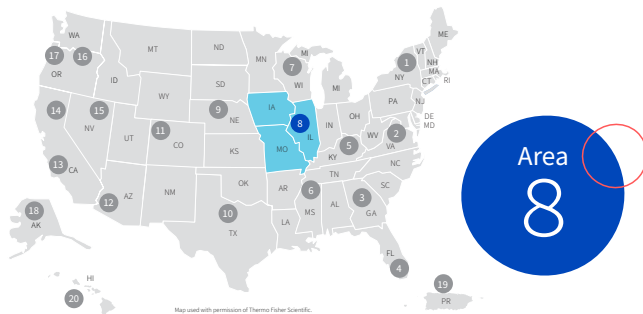 WA
ME
MT
ND
MN
MI
VT
NH
17
16
1
MA
OR
ID
SD
7
WI
MI
NY
CT
RI
WY
IA
PA
NJ
14
15
9
NE
8
IL
IN
OH
DE
MD
NV
UT
11
CO
KS
MO
WV
2
VA
5
KY
13
CA
NC
12
AZ
NM
OK
AR
6
TN
SC
18
AK
10
TX
LA
MS
AL
3
GA
FL
4
HI
20
19
PR
Map used with permission of Thermo Fisher Scientific.
Area
8